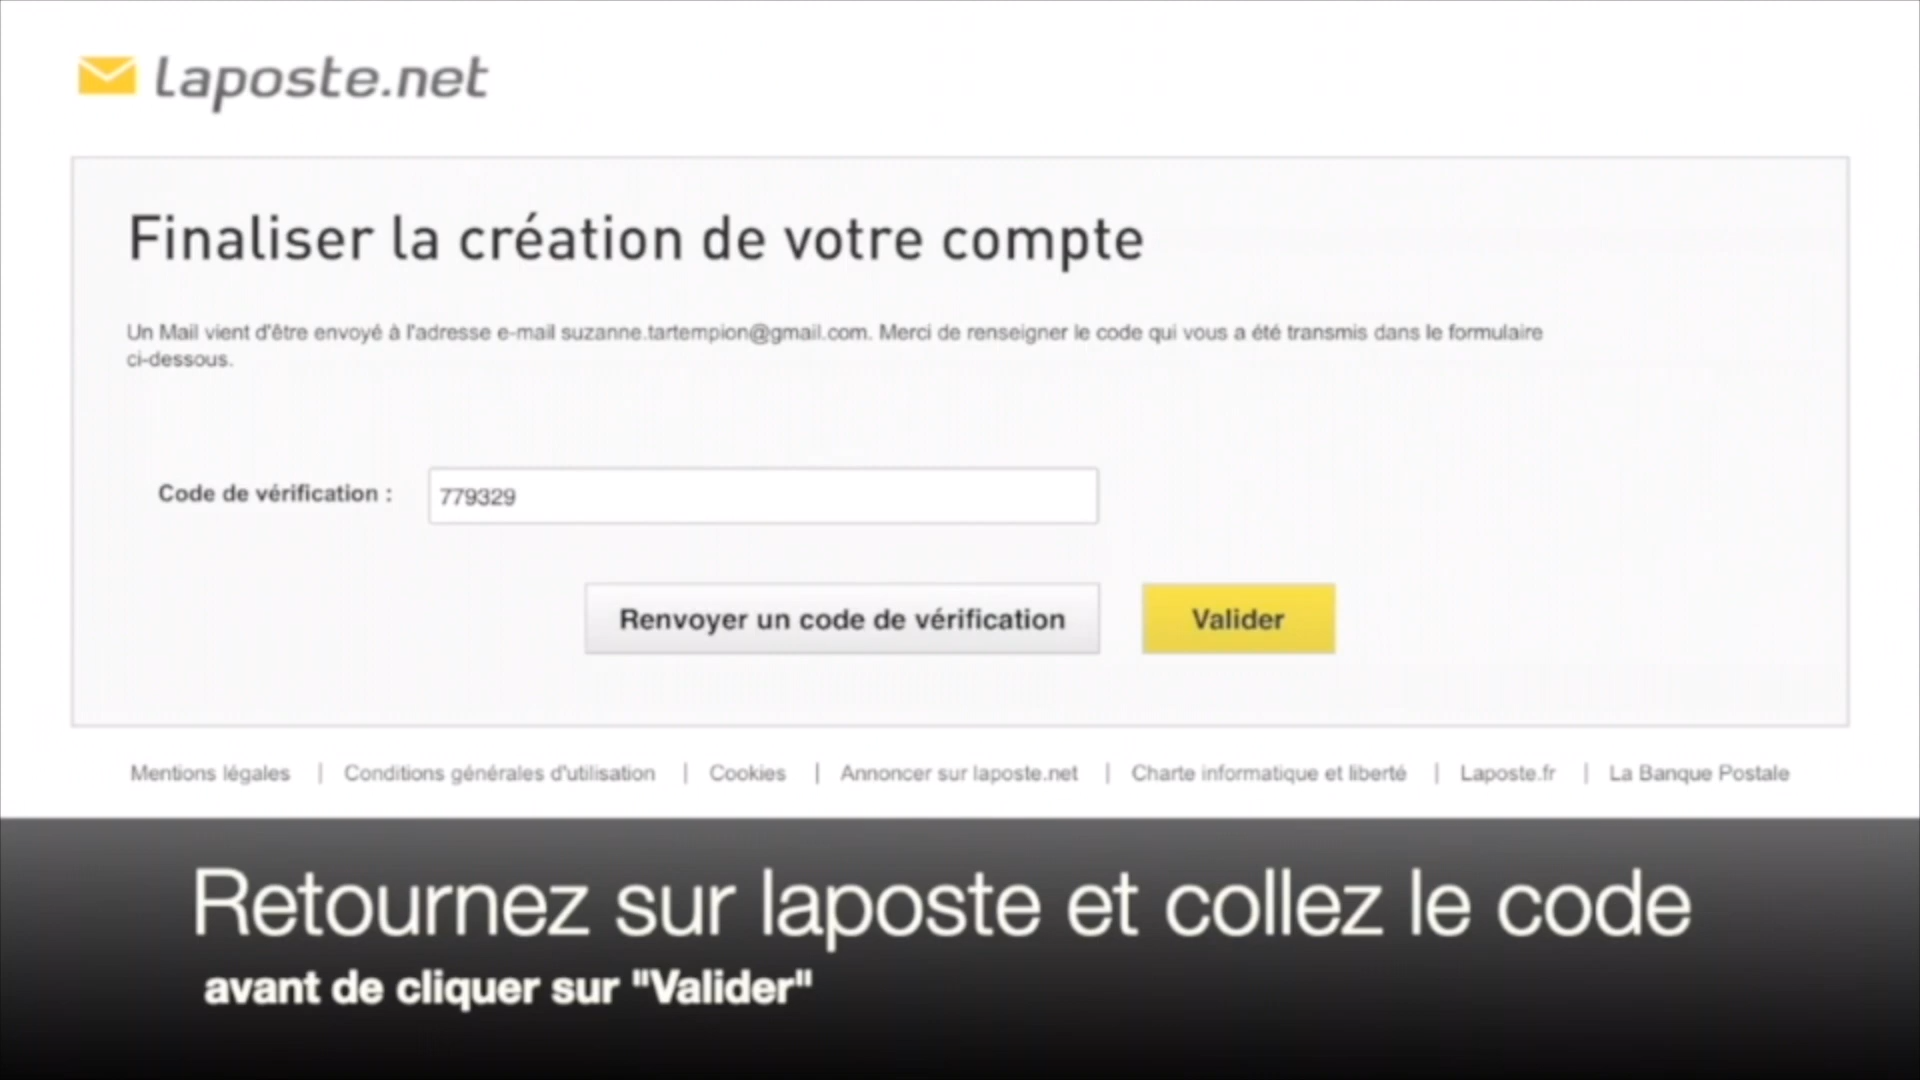 Laposte.net
Finaliser la création de votre compte
Un Mail vient d'être envoyé à l'adresse e-mail suzanne.tartempion@gmail.com. Merci de renseigner le code qui vous a été transmis dans le formulaire
ci-dessous.
Code de vérification : 779329
Renvoyer un code de vérification Valider
Mentions légales | Conditions générales d'utilisation | Cookies | Annoncer sur laposte.net | Charte informatique et liberté | Laposte.fr | La Banque Postale
Retournez sur laposte et collez le code
avant de cliquer sur "Valider"